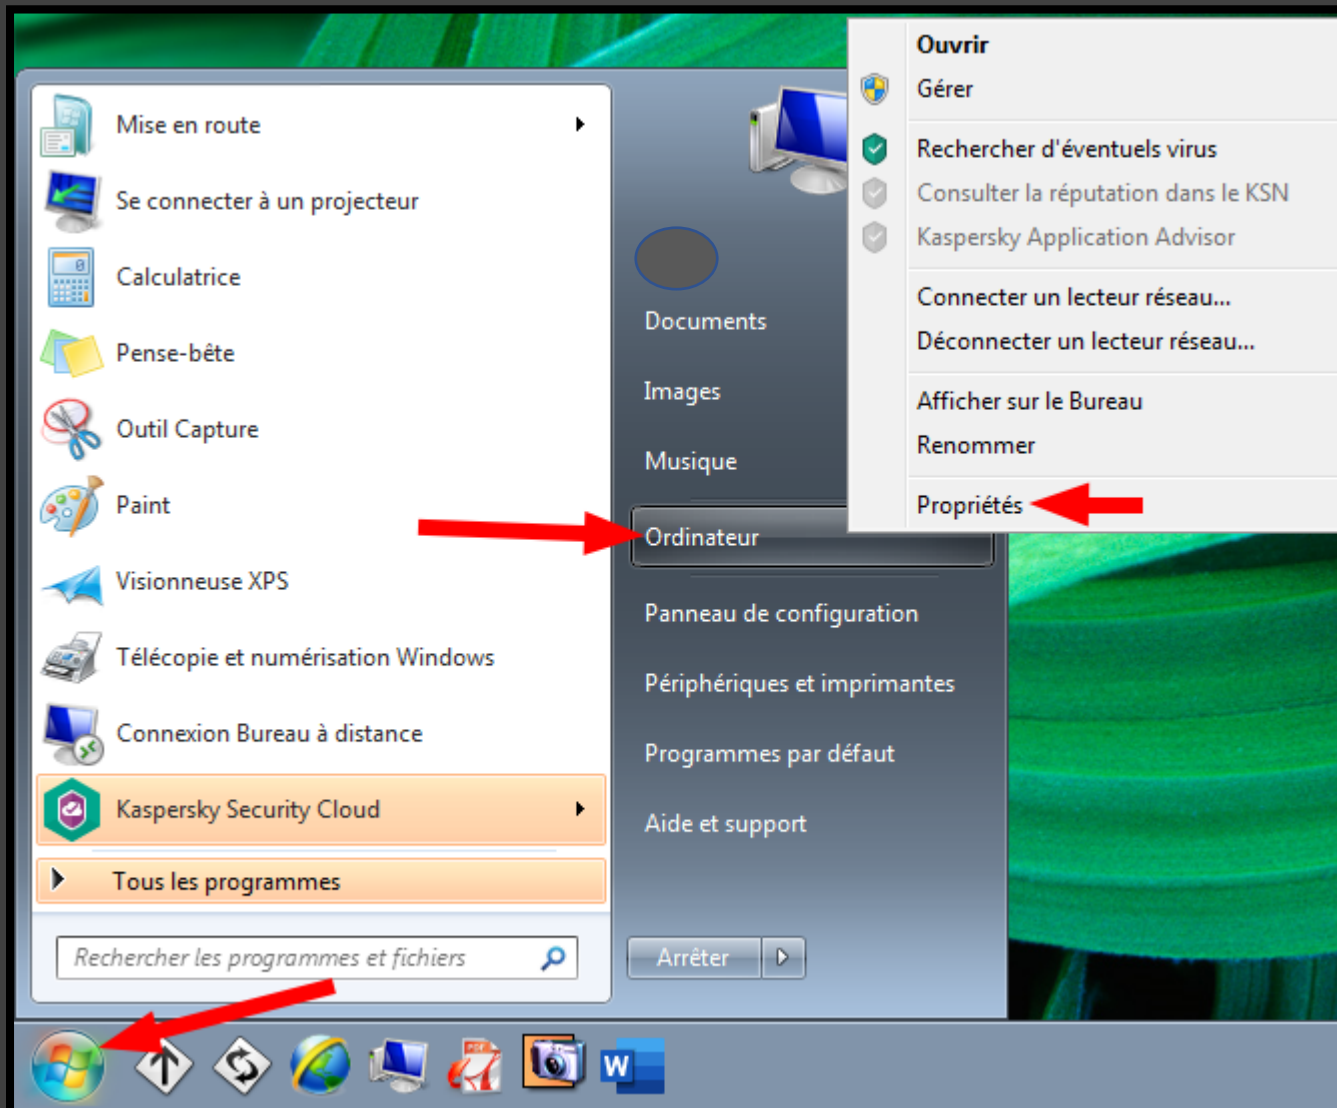 Mise en route
Se connecter à un projecteur
Calculatrice
Pense-bête
Outil Capture
Paint
Visionneuse XPS
Télécopie et numérisation Windows
Connexion Bureau à distance
Kaspersky Security Cloud
Tous les programmes
Rechercher les programmes et fichiers
Documents
Images
Musique
Ordinateur
Panneau de configuration
Périphériques et imprimantes
Programmes par défaut
Aide et support
Arrêter
Ouvrir
Gérer
Rechercher d'éventuels virus
Consulter la réputation dans le KSN
Kaspersky Application Advisor
Connecter un lecteur réseau...
Déconnecter un lecteur réseau...
Afficher sur le Bureau
Renommer
Propriétés
PDF
W